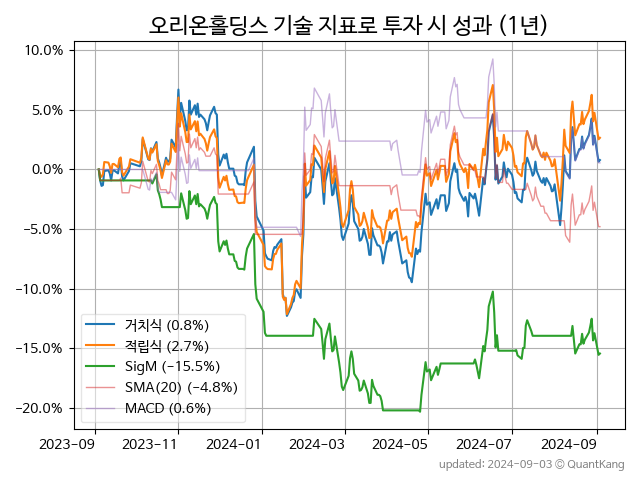 오리온홀딩스 기술 지표로 투자 시 성과 (1년)
10.0%
5.0%
0.0%
−5.0%
−10.0%
−15.0%
−20.0%
거치식 (0.8%)
적립식 (2.7%)
SigM (−15.5%)
SMA(20) (−4.8%)
MACD (0.6%)
2023-09 2023-11 2024-01 2024-03 2024-05 2024-07 2024-09
updated: 2024-09-03 ⓒ QuantKang